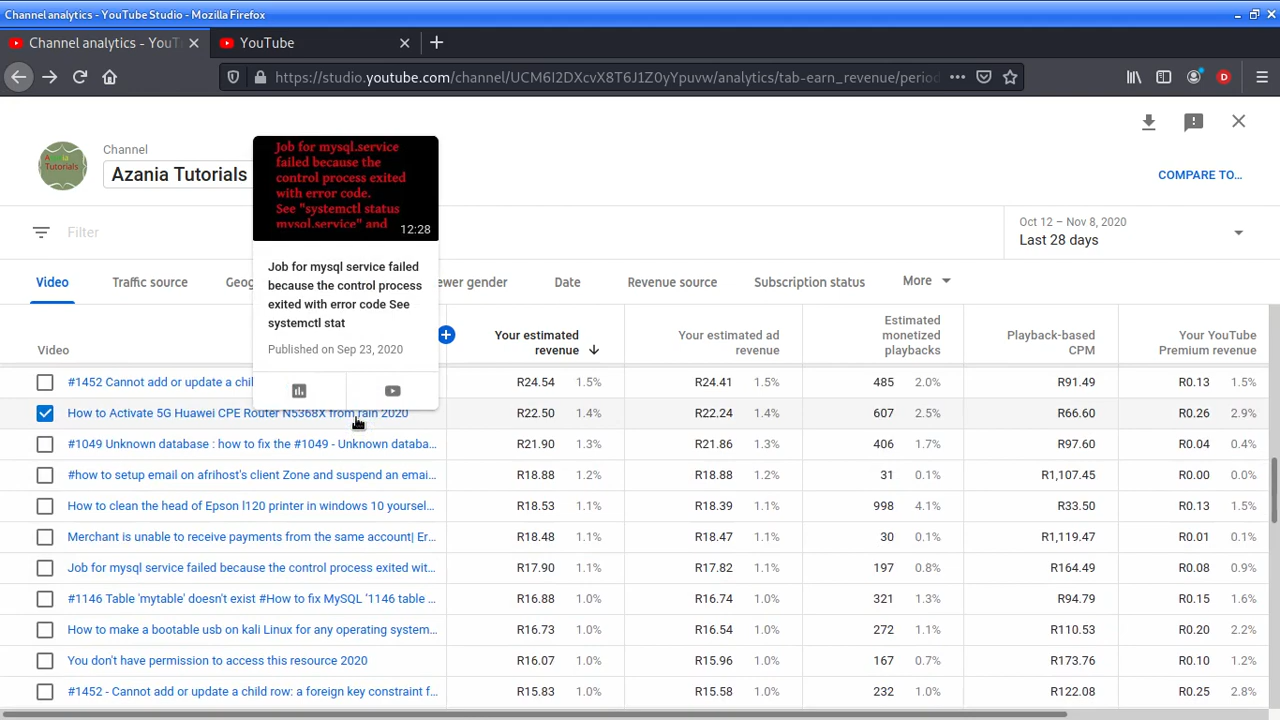 Channel analytics - YouTube Studio - Mozilla Firefox
Channel analytics - YouT
YouTube
https://studio.youtube.com/channel/UCM6I2DXcvX8T6J1Z0yYpuvw/analytics/tab-earn_revenue/period
D
Channel
Azania Tutorials
COMPARE TO...
Job for mysql.service
failed because the
control process exited
with error code.
See "systemctl status
mysql.service" and
12:28
Job for mysql service failed
because the control process
exited with error code See
systemctl stat
Published on Sep 23, 2020
Filter
Oct 12 – Nov 8, 2020
Last 28 days
Video Traffic source Geog ewer gender Date Revenue source Subscription status More
Video
Your estimated
revenue
Your estimated ad
revenue
Estimated
monetized
playbacks
Playback-based
CPM
Your YouTube
Premium revenue
#1452 Cannot add or update a chil R24.54 1.5% R24.41 1.5% 485 2.0% R91.49 R0.13 1.5%
How to Activate 5G Huawei CPE Router N5368X from rain 2020 R22.50 1.4% R22.24 1.4% 607 2.5% R66.60 R0.26 2.9%
#1049 Unknown database : how to fix the #1049 - Unknown databa... R21.90 1.3% R21.86 1.3% 406 1.7% R97.60 R0.04 0.4%
#how to setup email on afrihost's client Zone and suspend an emai... R18.88 1.2% R18.88 1.2% 31 0.1% R1,107.45 R0.00 0.0%
How to clean the head of Epson l120 printer in windows 10 yoursel... R18.53 1.1% R18.39 1.1% 998 4.1% R33.50 R0.13 1.5%
Merchant is unable to receive payments from the same account| Er... R18.48 1.1% R18.47 1.1% 30 0.1% R1,119.47 R0.01 0.1%
Job for mysql service failed because the control process exited wit... R17.90 1.1% R17.82 1.1% 197 0.8% R164.49 R0.08 0.9%
#1146 Table 'mytable' doesn't exist #How to fix MySQL '1146 table ... R16.88 1.0% R16.74 1.0% 321 1.3% R94.79 R0.15 1.6%
How to make a bootable usb on kali Linux for any operating system... R16.73 1.0% R16.54 1.0% 272 1.1% R110.53 R0.20 2.2%
You don't have permission to access this resource 2020 R16.07 1.0% R15.96 1.0% 167 0.7% R173.76 R0.10 1.2%
#1452 - Cannot add or update a child row: a foreign key constraint f... R15.83 1.0% R15.58 1.0% 232 1.0% R122.08 R0.25 2.8%